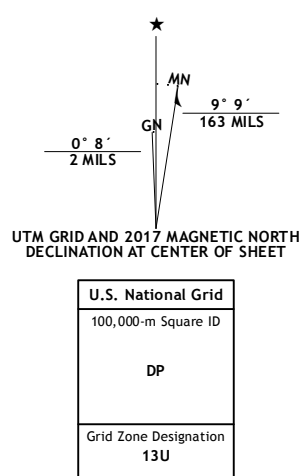 ★
MN
GN
9° 9´
163 MILS
0° 8´
2 MILS
UTM GRID AND 2017 MAGNETIC NORTH
DECLINATION AT CENTER OF SHEET
U.S. National Grid
100,000-m Square ID
DP
Grid Zone Designation
13U